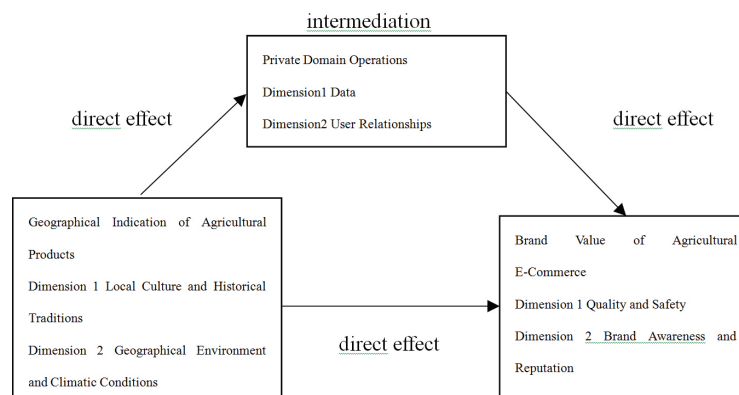 intermediation
Private Domain Operations
Dimension1 Data
Dimension2 User Relationships
direct effect
direct effect
Geographical Indication of Agricultural
Products
Dimension 1 Local Culture and Historical
Traditions
Dimension 2 Geographical Environment
and Climatic Conditions
direct effect
Brand Value of Agricultural
E-Commerce
Dimension 1 Quality and Safety
Dimension 2 Brand Awareness and
Reputation